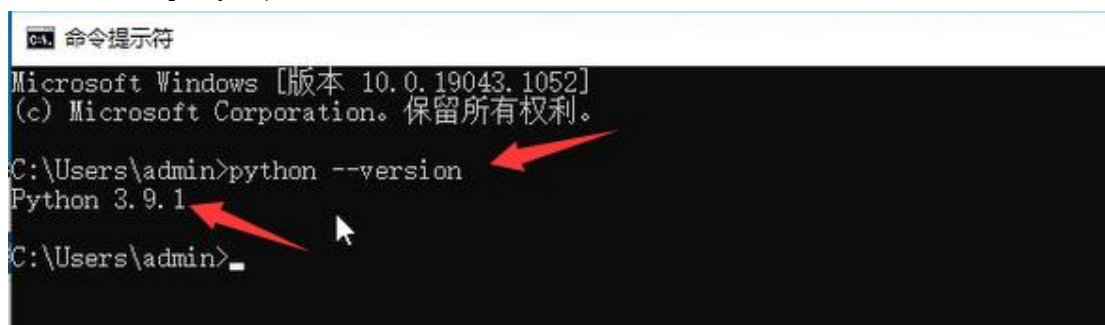 命令提示符
Microsoft Windows [版本 10.0.19043.1052]
(c) Microsoft Corporation。保留所有权利。
C:\Users\admin>python --version
Python 3.9.1
C:\Users\admin>